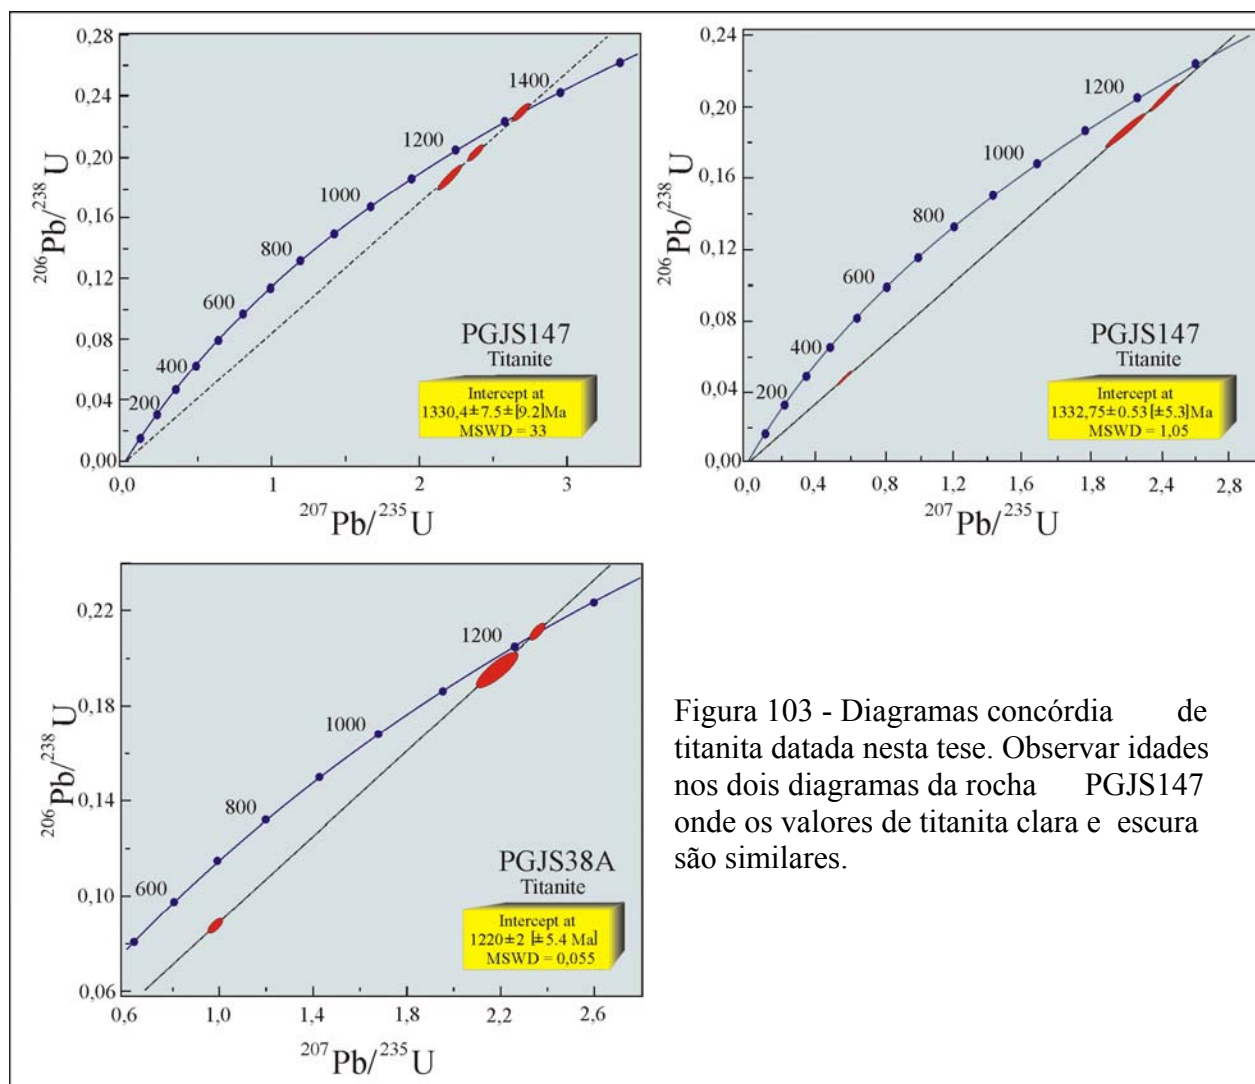 0,28
0,24
0,20
0,16
0,12
0,08
0,04
0,00
206Pb/238U
200
400
600
800
1000
1200
1400
PGJS147
Titanite
Intercept at
1330,4±7.5±[9.2]Ma
MSWD = 33
0,0
1
2
3
207Pb/235U
0,24
0,20
0,16
0,12
0,08
0,04
0,00
206Pb/238U
200
400
600
800
1000
1200
PGJS147
Titanite
Intercept at
1332,75±0.53[±5.3]Ma
MSWD = 1,05
0,0
0,4
0,8
1,2
1,8
2,4
2,8
207Pb/235U
0,22
0,18
0,14
0,10
0,06
206Pb/238U
600
800
1000
1200
PGJS38A
Titanite
Intercept at
1220±2 [±5.4 Ma]
MSWD = 0,055
0,6
1,0
1,4
1,8
2,2
2,6
207Pb/235U
Figura 103 - Diagramas concórdia de
titanita datada nesta tese. Observar idades
nos dois diagramas da rocha PGJS147
onde os valores de titanita clara e escura
são similares.